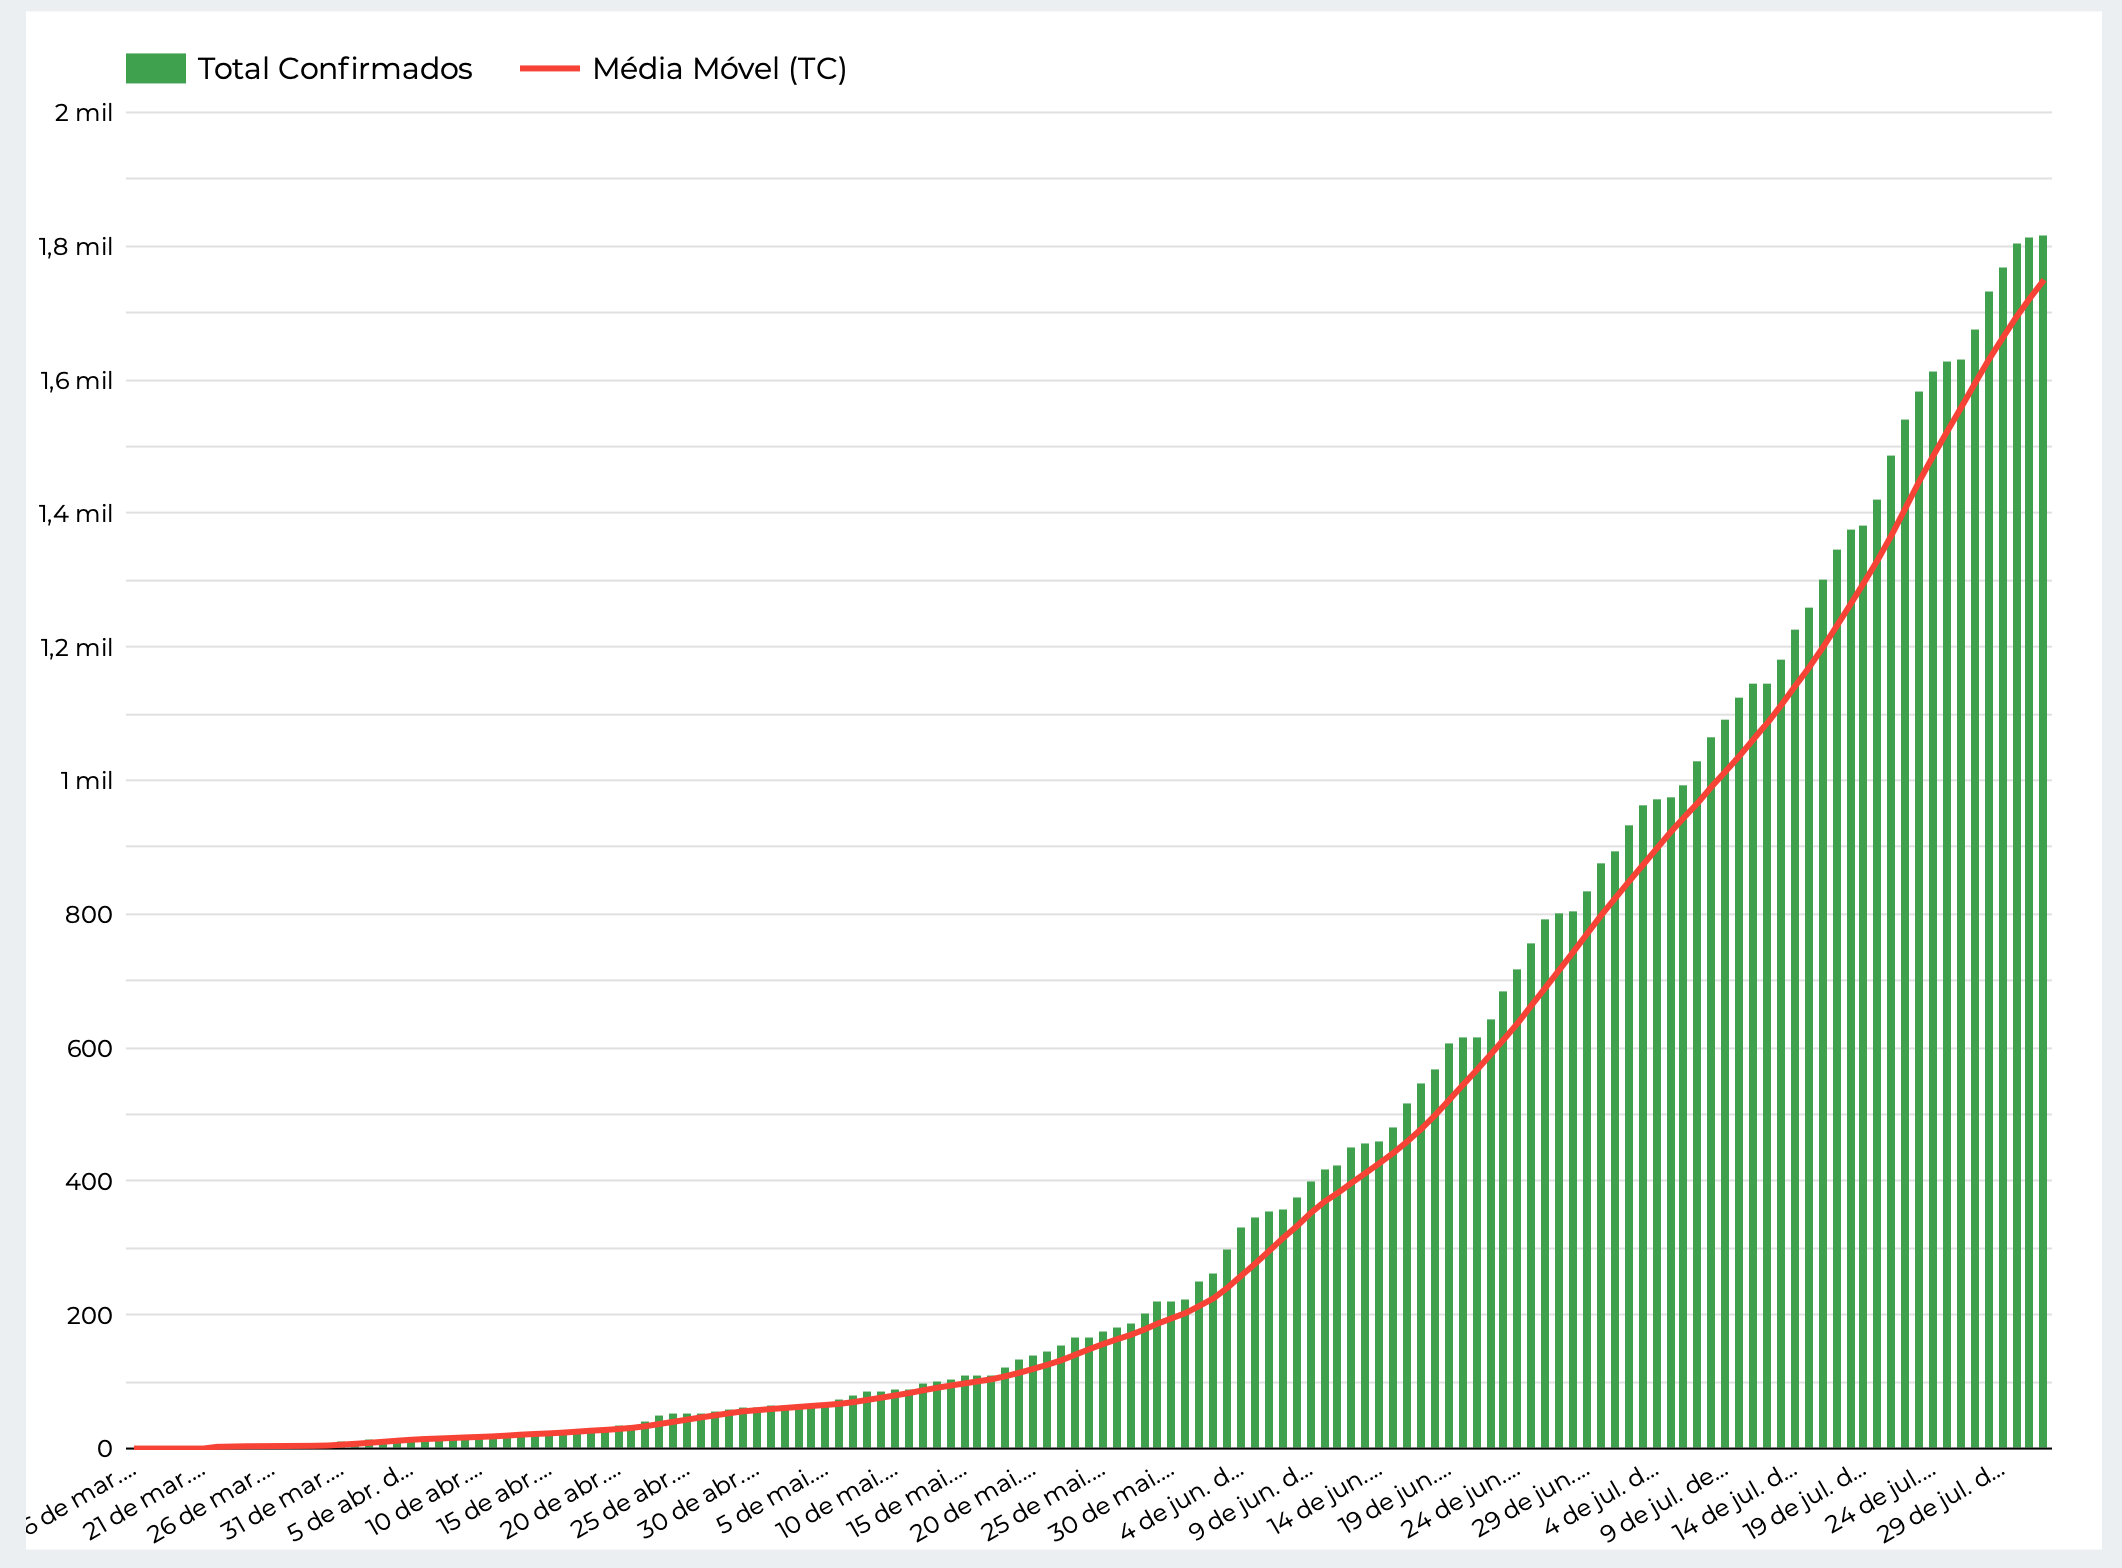 Total Confirmados
Média Móvel (TC)
2 mil
1,8 mil
1,6 mil
1,4 mil
1,2 mil
1 mil
800
600
400
200
0
6 de mar....
21 de mar....
26 de mar....
31 de mar....
5 de abr. d...
10 de abr....
15 de abr....
20 de abr....
25 de abr....
30 de abr....
5 de mai....
10 de mai....
15 de mai....
20 de mai....
25 de mai....
30 de mai....
4 de jun. d...
9 de jun. d...
14 de jun....
19 de jun....
24 de jun....
29 de jun....
4 de jul. d...
9 de jul. de...
14 de jul. d...
19 de jul. d...
24 de jul....
29 de jul. d...